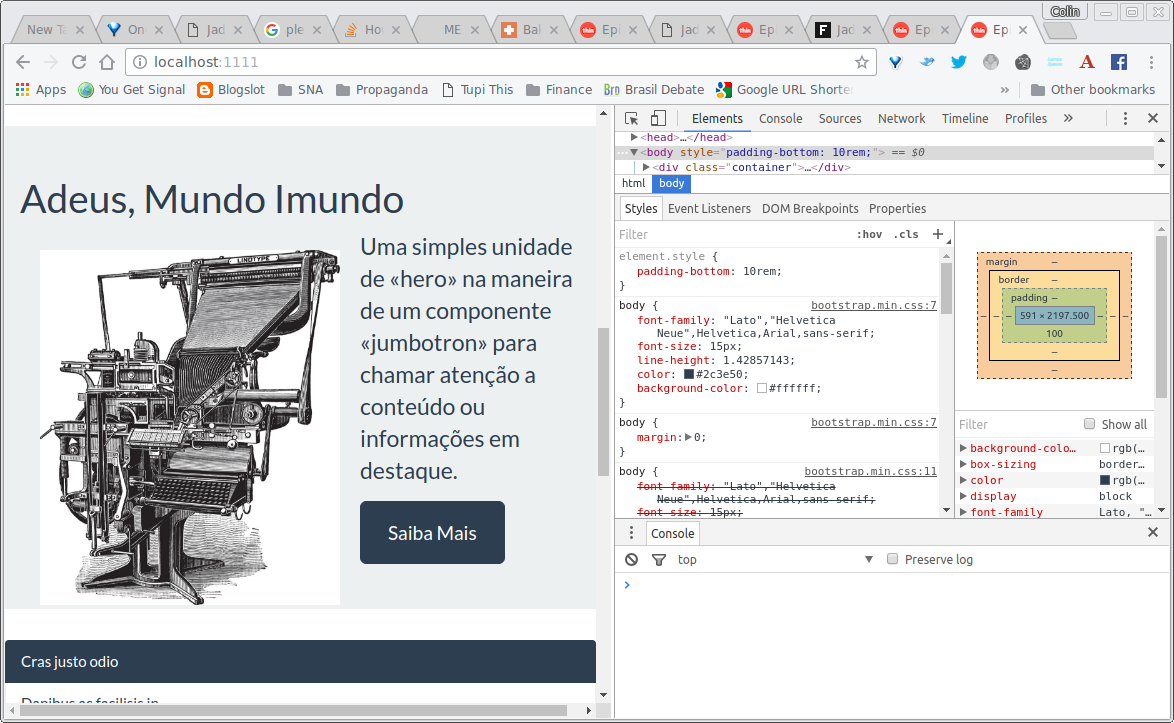 Colin
New Ta
On
Jad
ple
Ho
ME
Bal
thin Epi
Jad
thin Ep
F Jad
thin Ep
thin Epi
localhost:1111
Apps
You Get Signal
Blogslot
SNA
Propaganda
Tupi This
Finance
Brasil Debate
Google URL Shorte
»
Other bookmarks
Adeus, Mundo Imundo
LINOTYPE
Uma simples unidade
de «hero» na maneira
de um componente
«jumbotron» para
chamar atenção a
conteúdo ou
informações em
destaque.
Saiba Mais
Cras justo odio
Dapibus ac facilisis in
Elements Console Sources Network Timeline Profiles »
<head>…</head>
<body style="padding-bottom: 10rem;"> == $0
<div class="container">…</div>
html body
Styles Event Listeners DOM Breakpoints Properties
Filter :hov .cls +
element.style {
padding-bottom: 10rem;
}
body { bootstrap.min.css:7
font-family: "Lato","Helvetica
Neue",Helvetica,Arial,sans-serif;
font-size: 15px;
line-height: 1.42857143;
color: #2c3e50;
background-color: #ffffff;
}
body { bootstrap.min.css:7
margin: 0;
}
body { bootstrap.min.css:11
font-family: "Lato","Helvetica
Neue",Helvetica,Arial,sans-serif;
font-size: 15px;
margin –
border –
padding –
– – – 591 × 2197.500 – – –
100
–
–
Filter Show all
background-colo… rgb(…
box-sizing border…
color rgb(…
display block
font-family Lato, "…
Console
top Preserve log